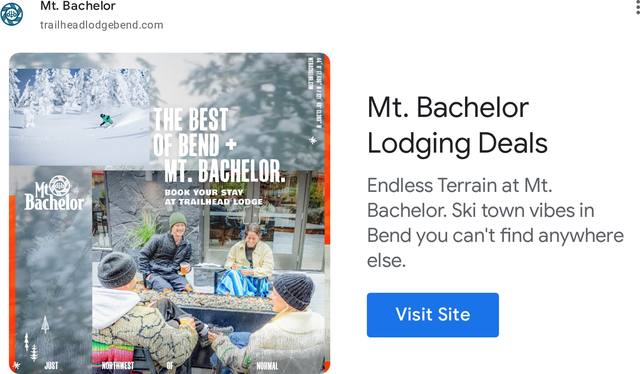 Mt. Bachelor
trailheadlodgebend.com
THE BEST
OF BEND +
MT. BACHELOR.
BOOK YOUR STAY
AT TRAILHEAD LODGE
Mt.
Bachelor
JUST NORTHWEST OF NORMAL
Mt. Bachelor
Lodging Deals
Endless Terrain at Mt.
Bachelor. Ski town vibes in
Bend you can't find anywhere
else.
Visit Site